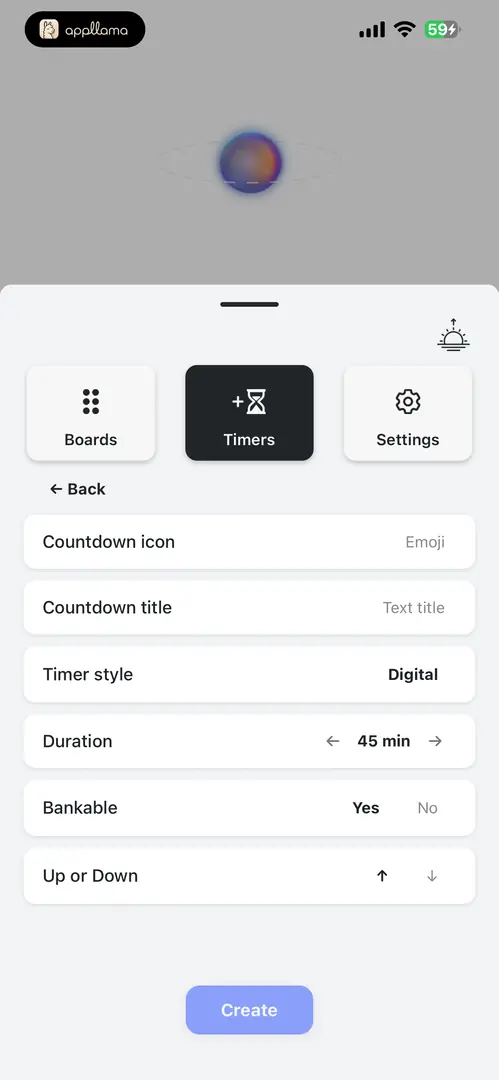 appllama
59
Boards
Timers
Settings
← Back
Countdown icon
Emoji
Countdown title
Text title
Timer style
Digital
Duration
← 45 min →
Bankable
Yes No
Up or Down
↑ ↓
Create